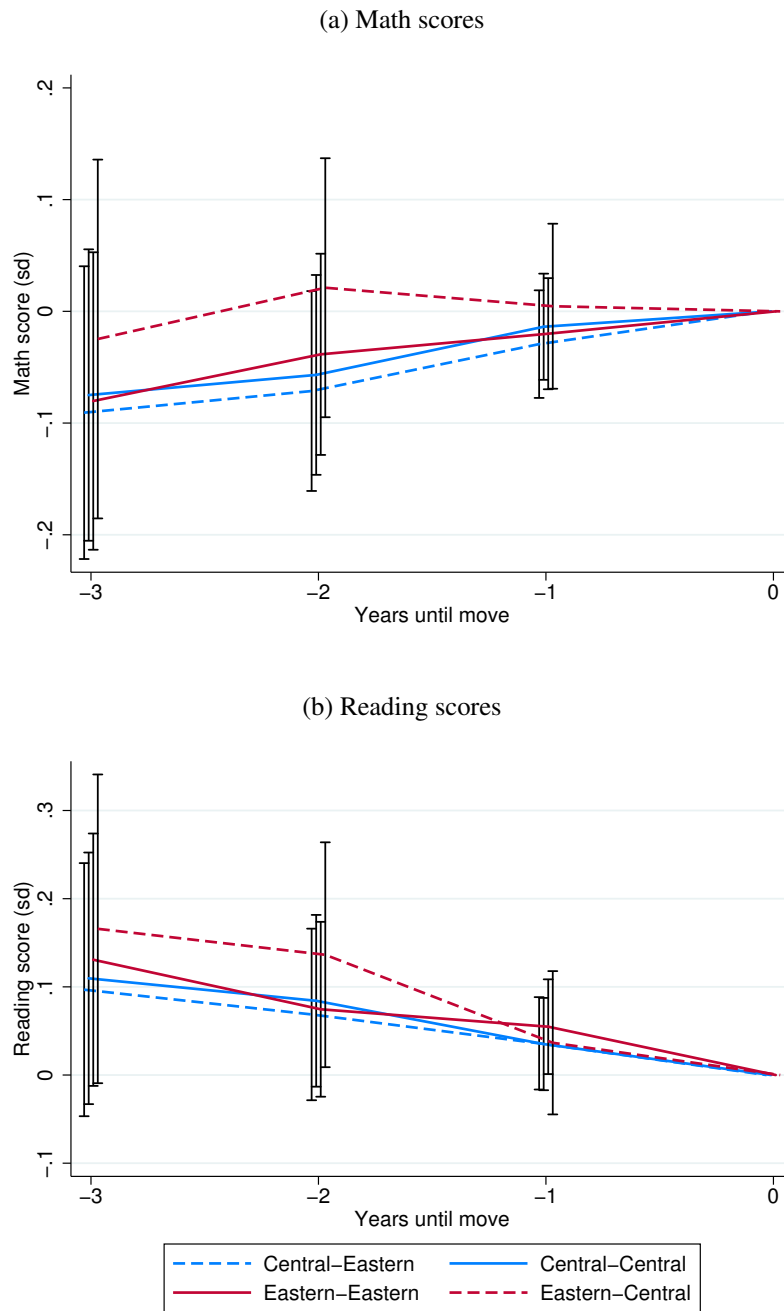 (a) Math scores
.2
.1
0
−.1
−.2
Math score (sd)
−3 −2 −1 0
Years until move
(b) Reading scores
.3
.2
.1
0
−.1
Reading score (sd)
−3 −2 −1 0
Years until move
Central−Eastern Central−Central
Eastern−Eastern Eastern−Central